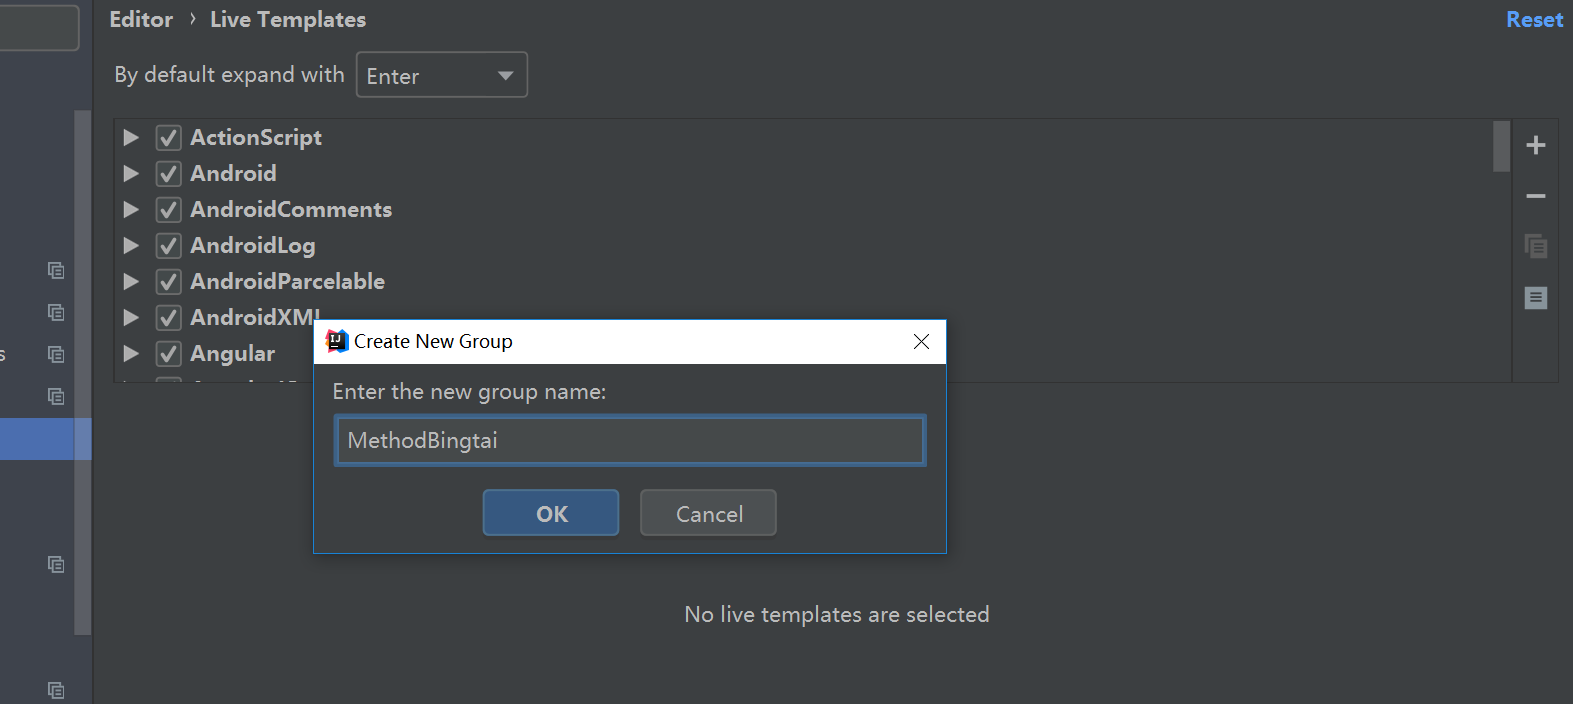 Editor › Live Templates
Reset
By default expand with
Enter
ActionScript
Android
AndroidComments
AndroidLog
AndroidParcelable
AndroidXML
Angular
s
IJ
Create New Group
Enter the new group name:
MethodBingtai
OK
Cancel
No live templates are selected